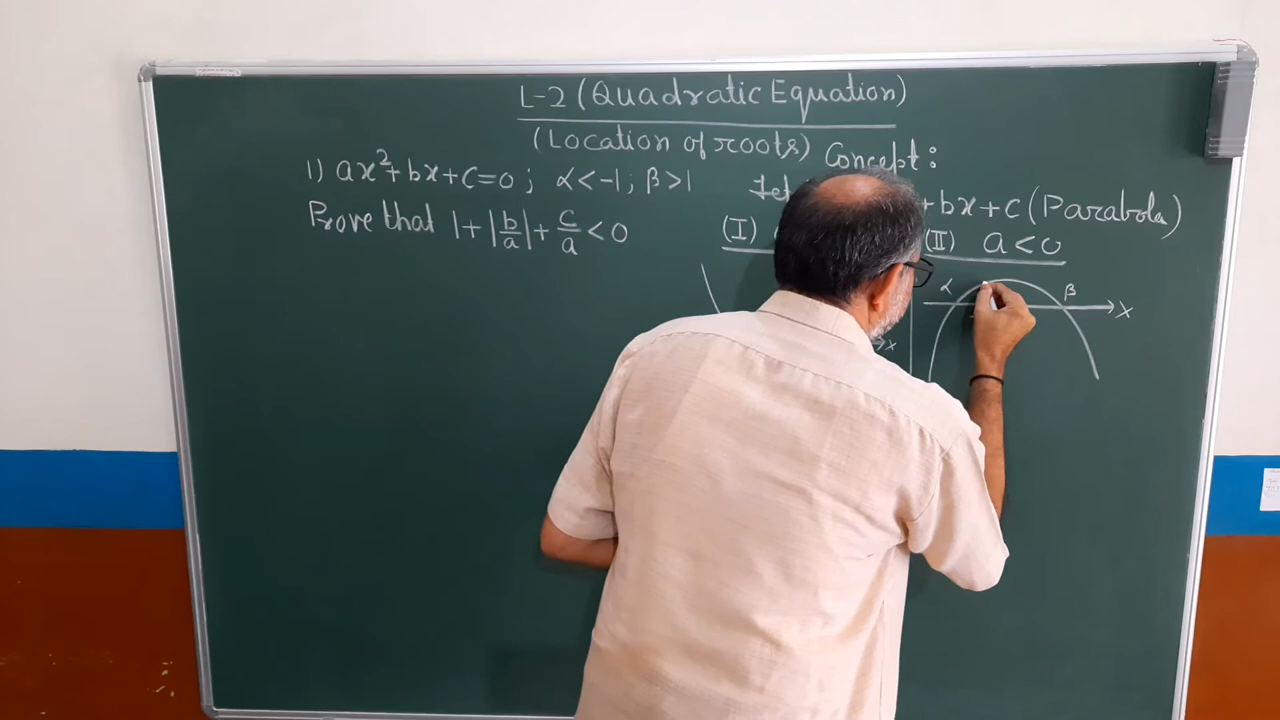 L-2 (Quadratic Equation)
(Location of roots)
1) ax²+bx+c=0 ; α<-1 ; β>1
Prove that 1+|b/a|+c/a<0
Concept:
Let
+bx+c (Parabola)
(I)
(II) a<0
α
β
x
x